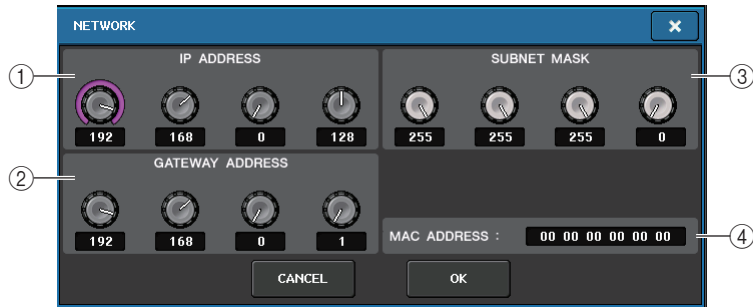 NETWORK
×
IP ADDRESS
① 192 168 0 128
SUBNET MASK
③ 255 255 255 0
GATEWAY ADDRESS
② 192 168 0 1
MAC ADDRESS : 00 00 00 00 00 00 ④
CANCEL OK